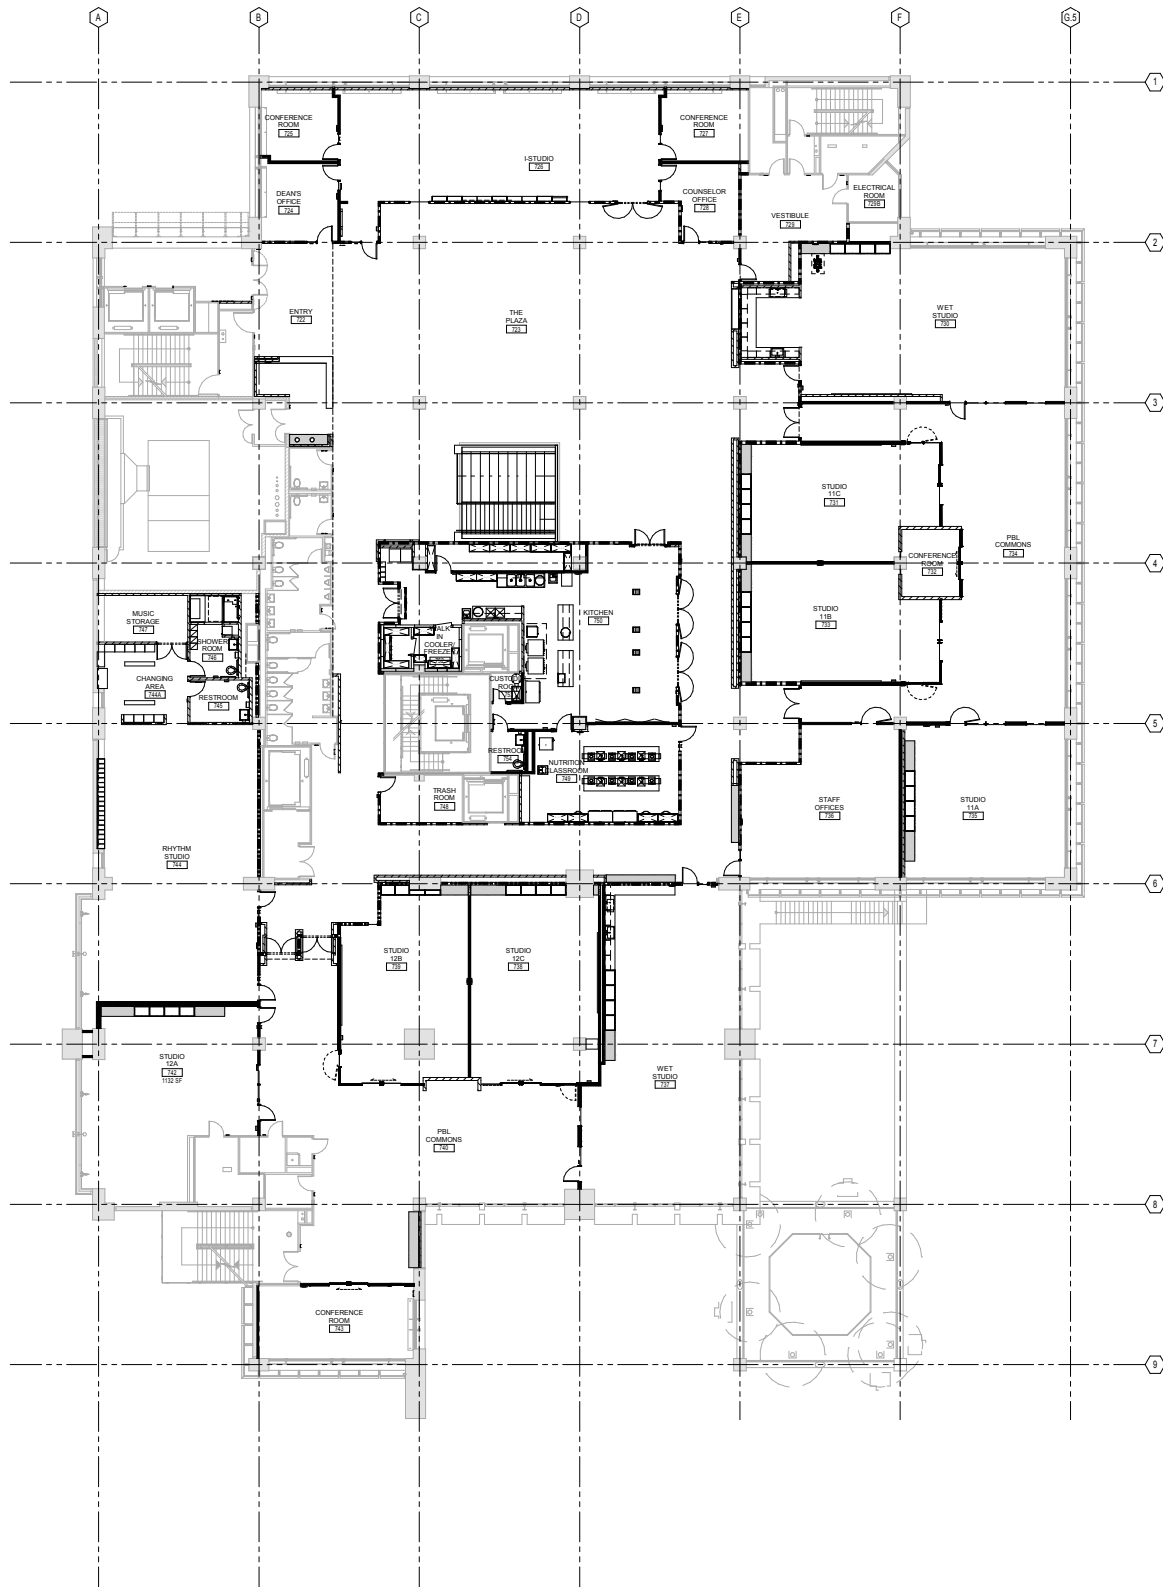 A
B
C
D
E
F
G.5
1
CONFERENCE
ROOM
725
CONFERENCE
ROOM
727
I-STUDIO
726
DEAN'S
OFFICE
724
COUNSELOR
OFFICE
728
ELECTRICAL
ROOM
729B
VESTIBULE
729
2
ENTRY
722
THE
PLAZA
723
WET
STUDIO
730
3
STUDIO
11C
731
PBL
COMMONS
734
CONFERENCE
ROOM
732
4
MUSIC
STORAGE
747
KITCHEN
750
STUDIO
11B
733
SHOWER
ROOM
746
WALK
IN
COOLER/
FREEZER
CHANGING
AREA
744A
RESTROOM
745
5
RESTROOM
754
NUTRITION
CLASSROOM
749
TRASH
ROOM
748
STAFF
OFFICES
736
STUDIO
11A
735
RHYTHM
STUDIO
744
6
STUDIO
12B
739
STUDIO
12C
738
7
STUDIO
12A
742
1132 SF
WET
STUDIO
737
PBL
COMMONS
740
8
CONFERENCE
ROOM
743
9